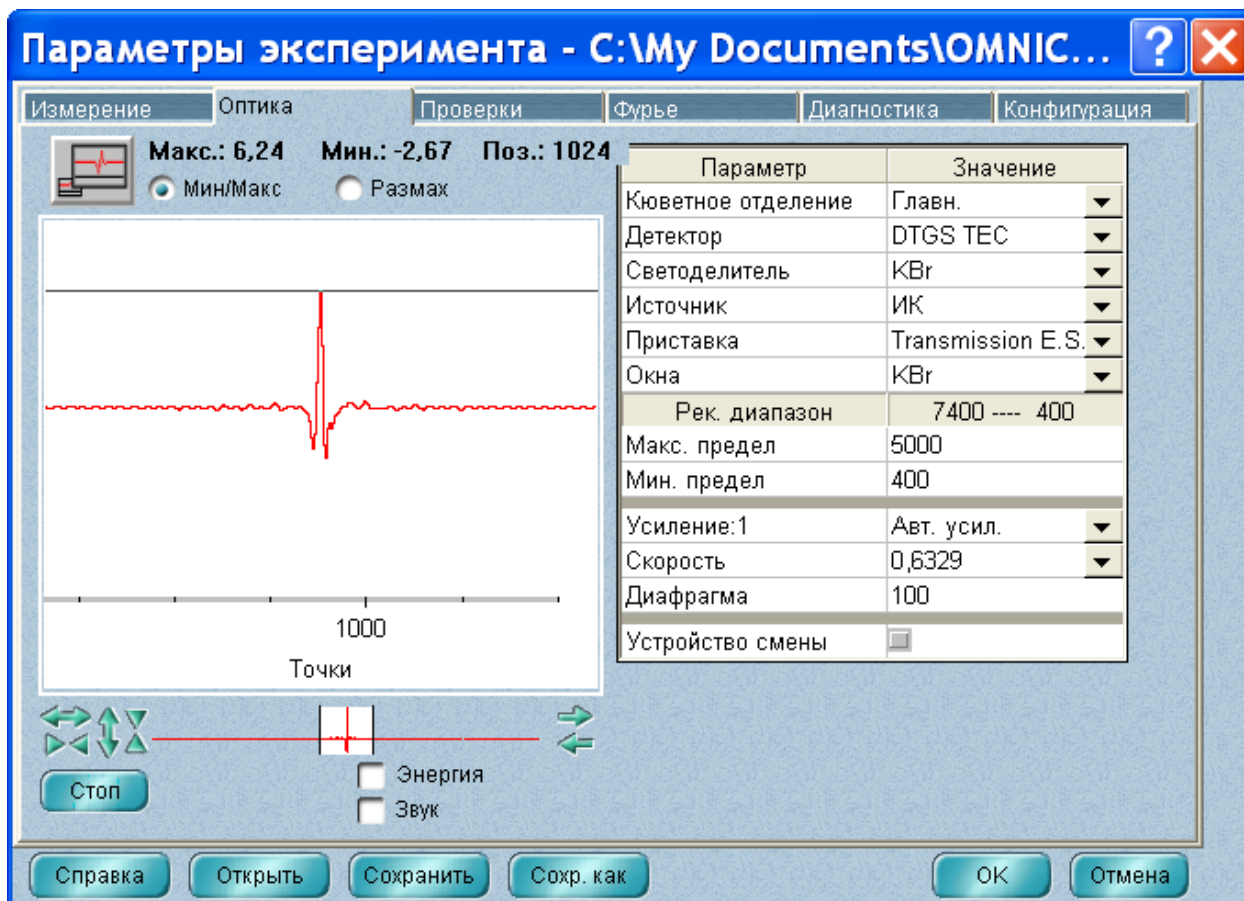 Параметры эксперимента - C:\My Documents\OMNIC...
Измерение Оптика Проверки Фурье Диагностика Конфигурация
Макс.: 6,24 Мин.: -2,67 Поз.: 1024
Мин/Макс Размах
Параметр Значение
Кюветное отделение Главн.
Детектор DTGS TEC
Светоделитель KBr
Источник ИК
Приставка Transmission E.S.
Окна KBr
Рек. диапазон 7400 ---- 400
Макс. предел 5000
Мин. предел 400
Усиление:1 Авт. усил.
Скорость 0,6329
Диафрагма 100
Устройство смены
1000
Точки
Энергия
Звук
Стоп
Справка Открыть Сохранить Сохр. как OK Отмена